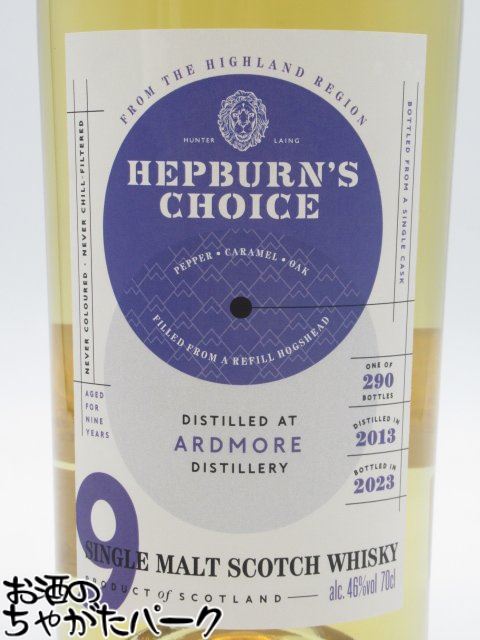 FROM THE HIGHLAND REGION
HUNTER LAING
HEPBURN'S
CHOICE
PEPPER • CARAMEL • OAK
FILLED FROM A REFILL HOGSHEAD
NEVER COLOURED - NEVER CHILL-FILTERED
BOTTLED FROM A SINGLE CASK
AGED
FOR
NINE
YEARS
9
DISTILLED AT
ARDMORE
DISTILLERY
ONE OF
290
BOTTLES
DISTILLED IN
2013
BOTTLED IN
2023
SINGLE MALT SCOTCH WHISKY
PRODUCT of SCOTLAND
alc. 46%vol 70cl
お酒の
ちゃがたパーク